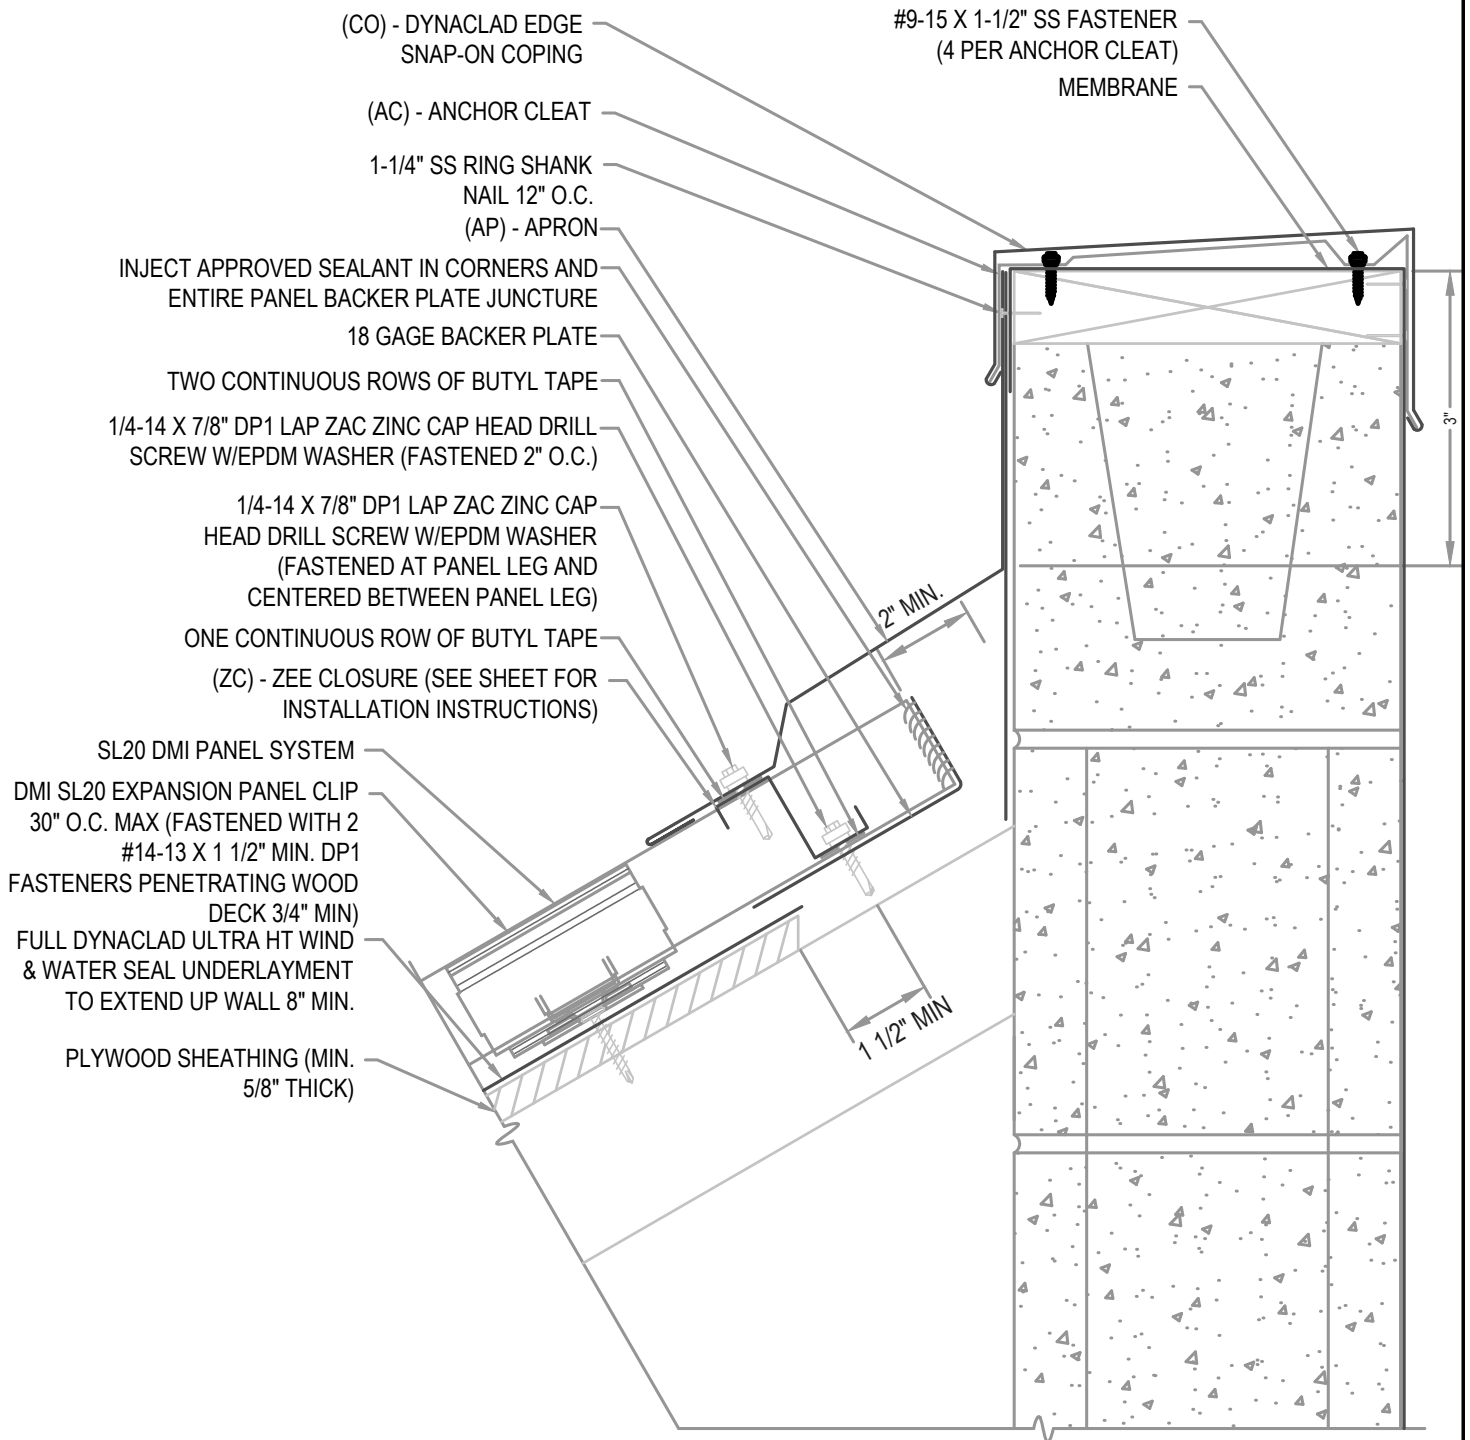 (CO) - DYNACLAD EDGE
SNAP-ON COPING
(AC) - ANCHOR CLEAT
1-1/4" SS RING SHANK
NAIL 12" O.C.
(AP) - APRON
INJECT APPROVED SEALANT IN CORNERS AND
ENTIRE PANEL BACKER PLATE JUNCTURE
18 GAGE BACKER PLATE
TWO CONTINUOUS ROWS OF BUTYL TAPE
1/4-14 X 7/8" DP1 LAP ZAC ZINC CAP HEAD DRILL
SCREW W/EPDM WASHER (FASTENED 2" O.C.)
1/4-14 X 7/8" DP1 LAP ZAC ZINC CAP
HEAD DRILL SCREW W/EPDM WASHER
(FASTENED AT PANEL LEG AND
CENTERED BETWEEN PANEL LEG)
ONE CONTINUOUS ROW OF BUTYL TAPE
(ZC) - ZEE CLOSURE (SEE SHEET FOR
INSTALLATION INSTRUCTIONS)
SL20 DMI PANEL SYSTEM
DMI SL20 EXPANSION PANEL CLIP
30" O.C. MAX (FASTENED WITH 2
#14-13 X 1 1/2" MIN. DP1
FASTENERS PENETRATING WOOD
DECK 3/4" MIN)
FULL DYNACLAD ULTRA HT WIND
& WATER SEAL UNDERLAYMENT
TO EXTEND UP WALL 8" MIN.
PLYWOOD SHEATHING (MIN.
5/8" THICK)
#9-15 X 1-1/2" SS FASTENER
(4 PER ANCHOR CLEAT)
MEMBRANE
3"
2" MIN.
1 1/2" MIN